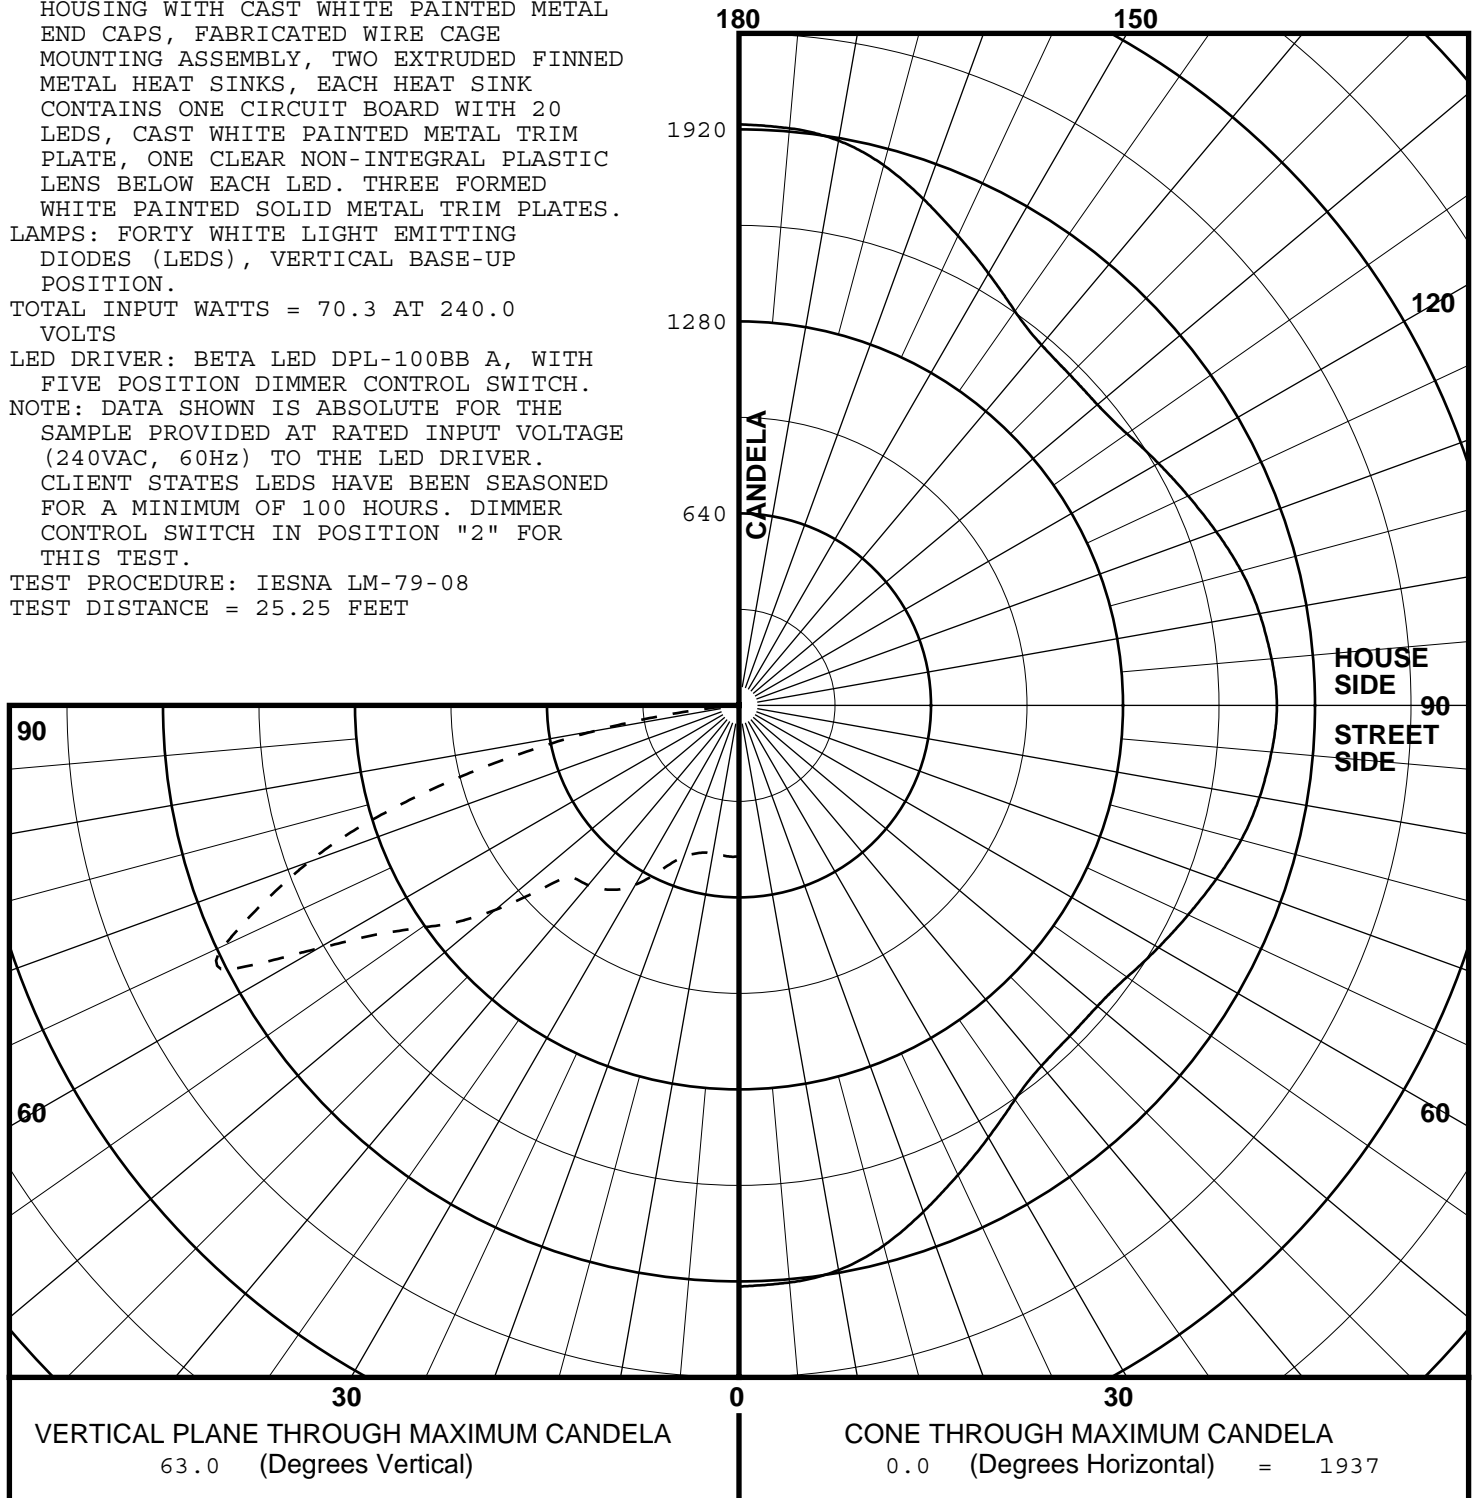 HOUSING WITH CAST WHITE PAINTED METAL
END CAPS, FABRICATED WIRE CAGE
MOUNTING ASSEMBLY, TWO EXTRUDED FINNED
METAL HEAT SINKS, EACH HEAT SINK
CONTAINS ONE CIRCUIT BOARD WITH 20
LEDS, CAST WHITE PAINTED METAL TRIM
PLATE, ONE CLEAR NON-INTEGRAL PLASTIC
LENS BELOW EACH LED. THREE FORMED
WHITE PAINTED SOLID METAL TRIM PLATES.
LAMPS: FORTY WHITE LIGHT EMITTING
DIODES (LEDS), VERTICAL BASE-UP
POSITION.
TOTAL INPUT WATTS = 70.3 AT 240.0
VOLTS
LED DRIVER: BETA LED DPL-100BB A, WITH
FIVE POSITION DIMMER CONTROL SWITCH.
NOTE: DATA SHOWN IS ABSOLUTE FOR THE
SAMPLE PROVIDED AT RATED INPUT VOLTAGE
(240VAC, 60Hz) TO THE LED DRIVER.
CLIENT STATES LEDS HAVE BEEN SEASONED
FOR A MINIMUM OF 100 HOURS. DIMMER
CONTROL SWITCH IN POSITION "2" FOR
THIS TEST.
TEST PROCEDURE: IESNA LM-79-08
TEST DISTANCE = 25.25 FEET
180
150
1920
120
1280
CANDELA
640
HOUSE
SIDE
90
STREET
SIDE
90
60
60
30
0
30
VERTICAL PLANE THROUGH MAXIMUM CANDELA
63.0 (Degrees Vertical)
CONE THROUGH MAXIMUM CANDELA
0.0 (Degrees Horizontal) = 1937